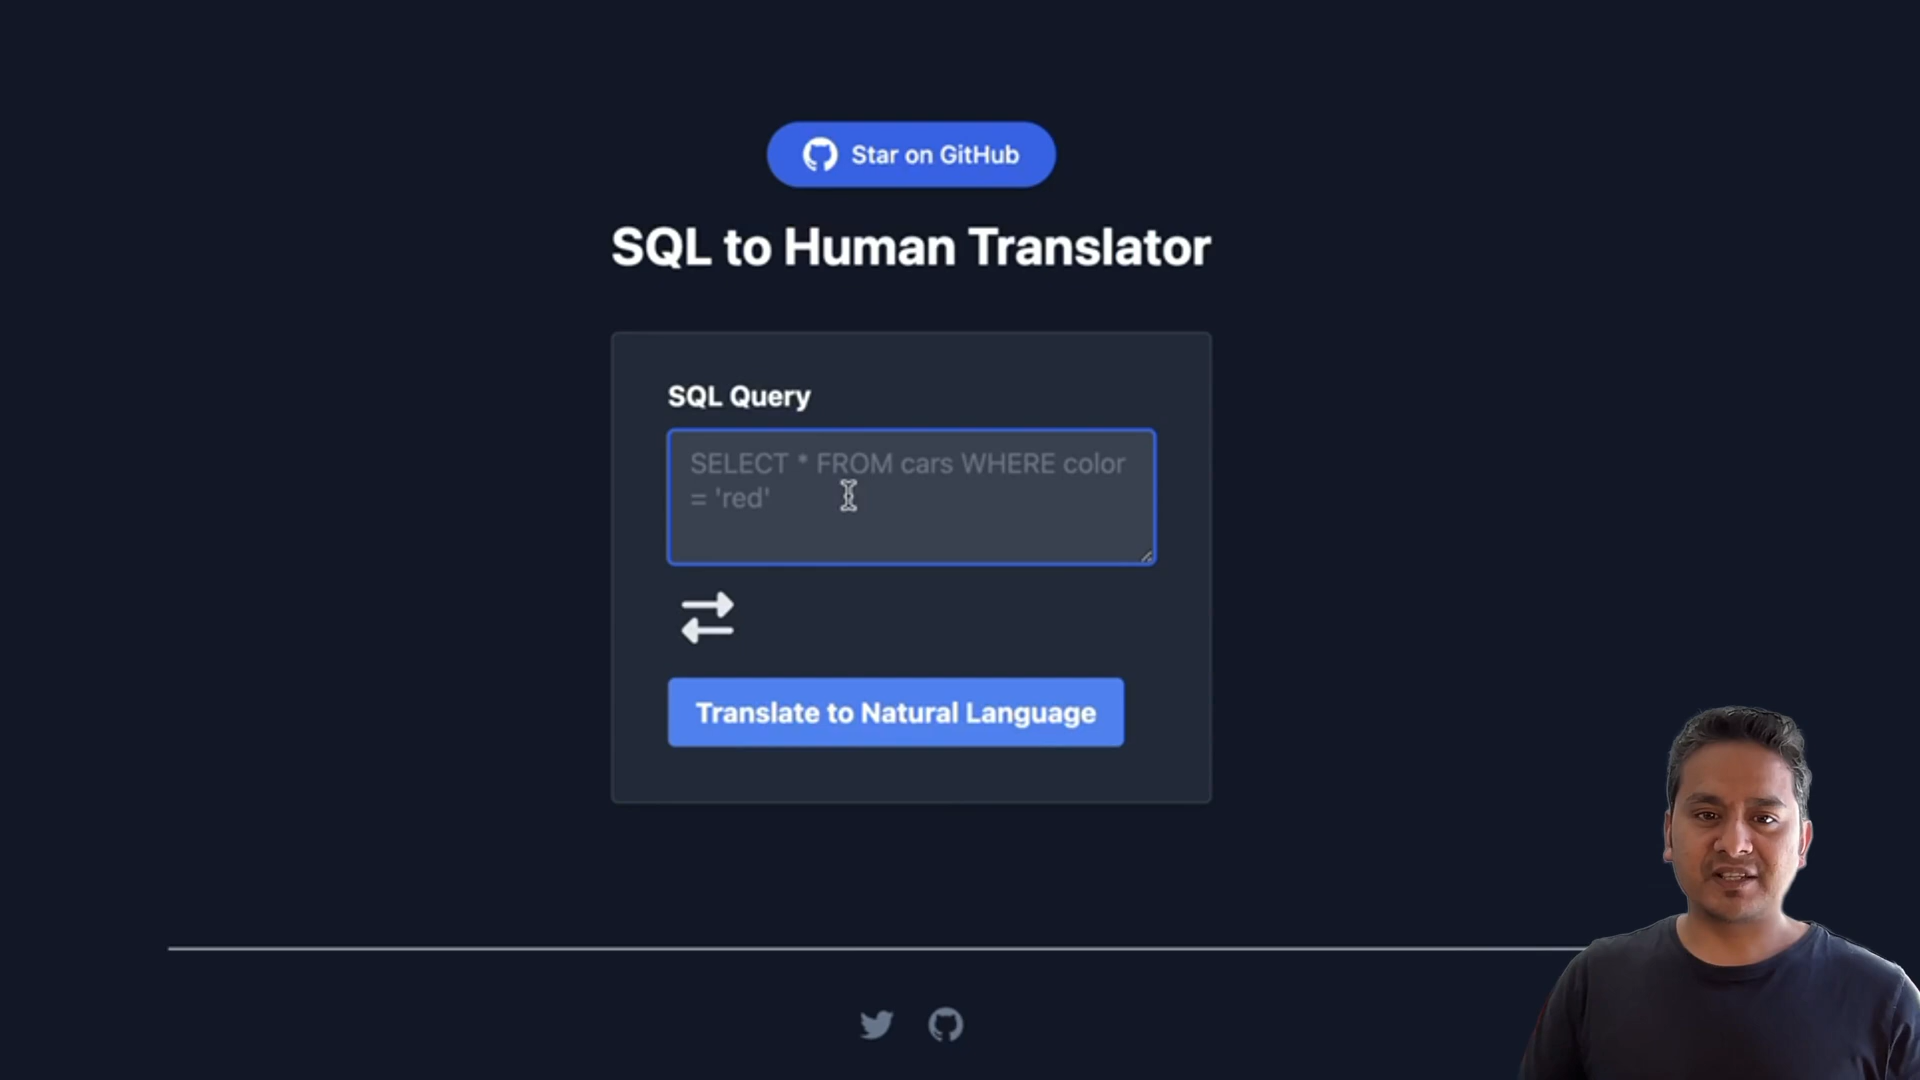 Star on GitHub
SQL to Human Translator
SQL Query
SELECT * FROM cars WHERE color
= 'red'
Translate to Natural Language